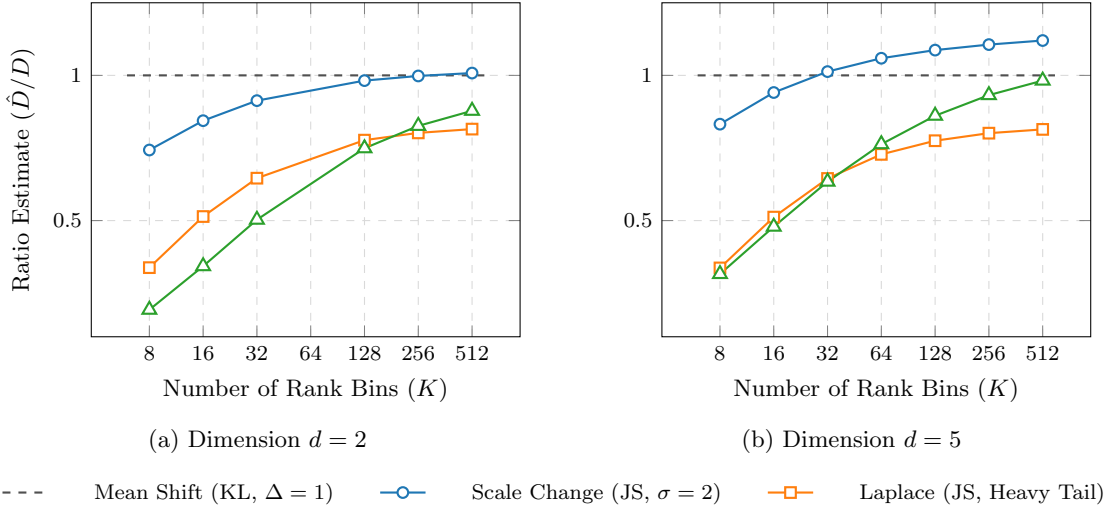 Ratio Estimate (D̂/D)
1
0.5
8 16 32 64 128 256 512
Number of Rank Bins (K)
(a) Dimension d = 2
1
0.5
8 16 32 64 128 256 512
Number of Rank Bins (K)
(b) Dimension d = 5
Mean Shift (KL, Δ = 1) Scale Change (JS, σ = 2) Laplace (JS, Heavy Tail)